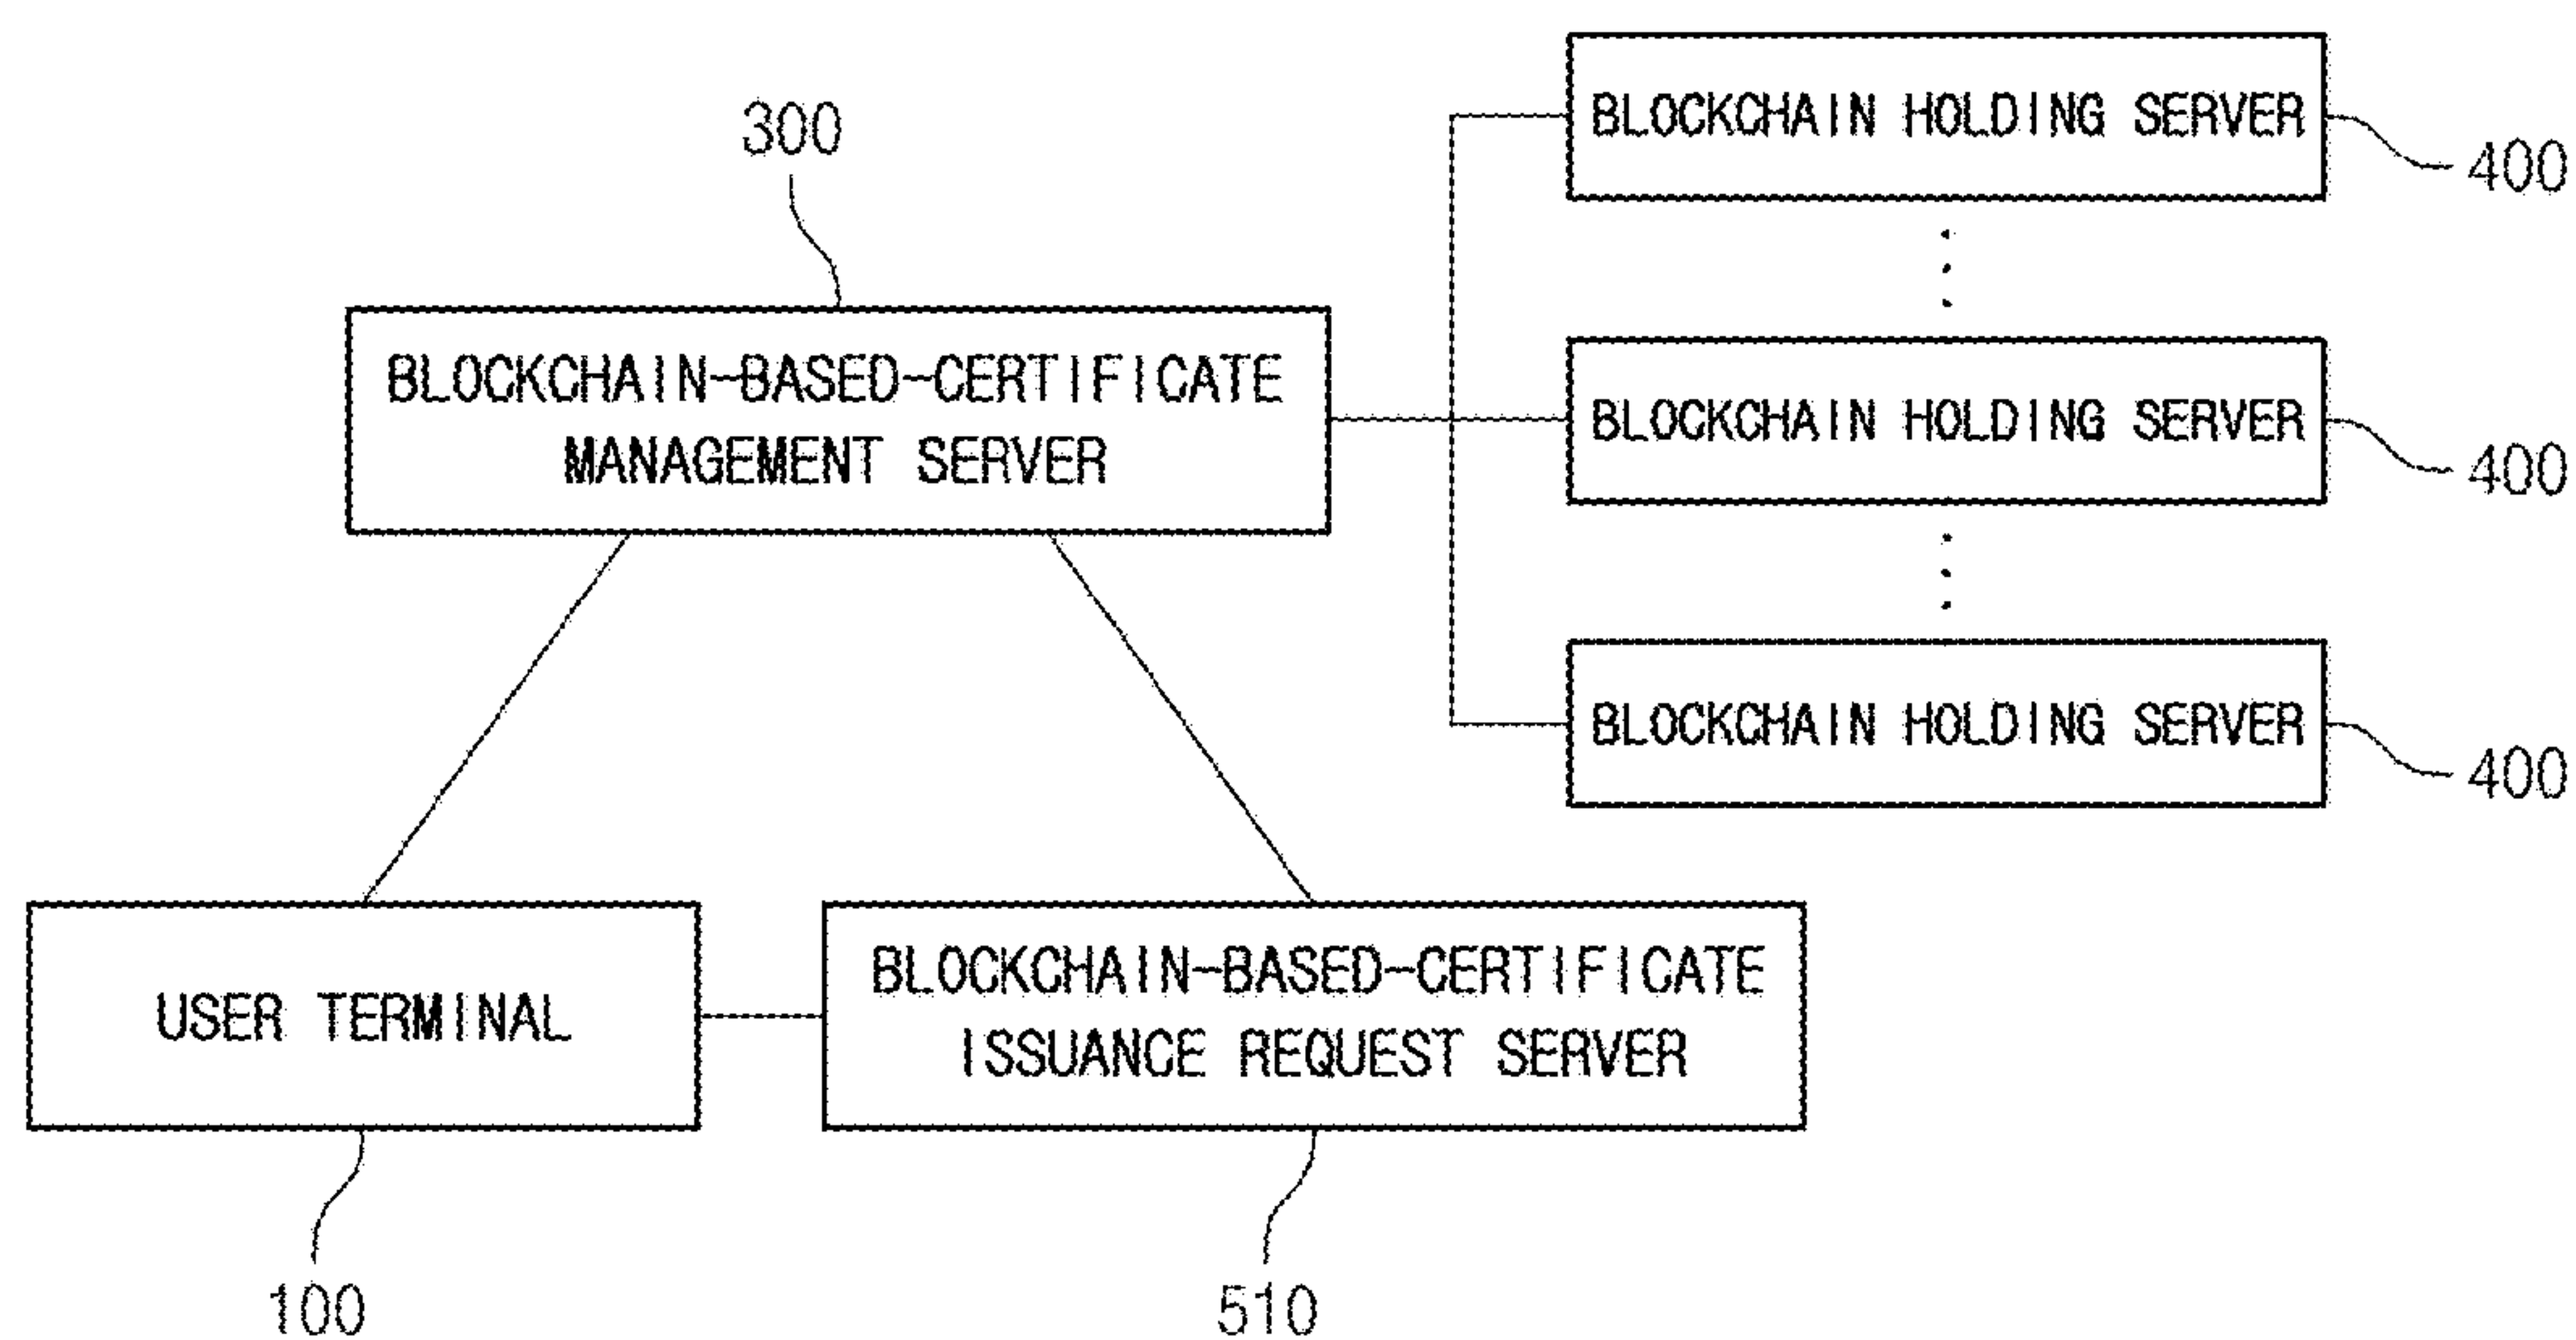 300
BLOCKCHAIN HOLDING SERVER
400
BLOCKCHAIN-BASED-CERTIFICATE
MANAGEMENT SERVER
BLOCKCHAIN HOLDING SERVER
400
BLOCKCHAIN HOLDING SERVER
400
USER TERMINAL
BLOCKCHAIN-BASED-CERTIFICATE
ISSUANCE REQUEST SERVER
100
510